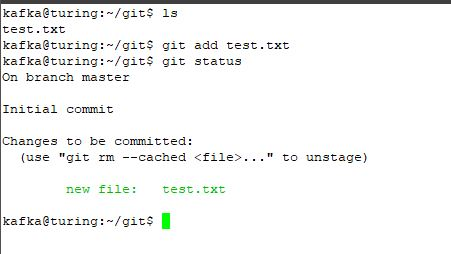 kafka@turing:~/git$ ls
test.txt
kafka@turing:~/git$ git add test.txt
kafka@turing:~/git$ git status
On branch master
Initial commit
Changes to be committed:
  (use "git rm --cached <file>..." to unstage)
        new file:   test.txt
kafka@turing:~/git$